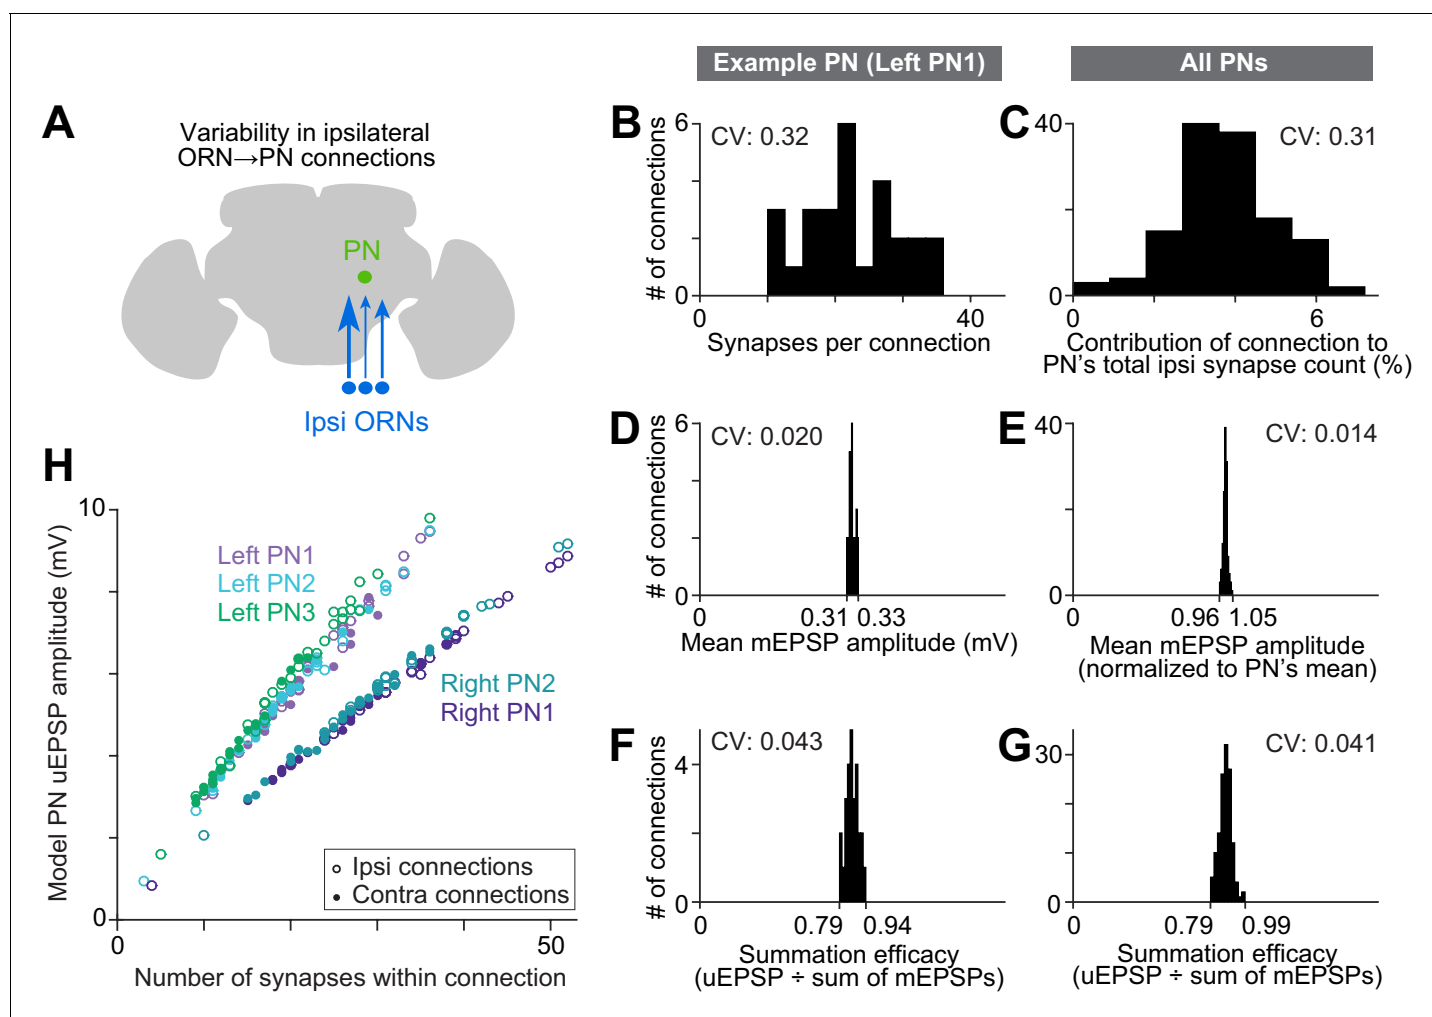 Example PN (Left PN1)
All PNs
A
Variability in ipsilateral
ORN→PN connections
PN
Ipsi ORNs
B
# of connections
6
0
CV: 0.32
0
40
Synapses per connection
C
40
0
CV: 0.31
0
6
Contribution of connection to
PN's total ipsi synapse count (%)
D
# of connections
6
0
CV: 0.020
0
0.31
0.33
Mean mEPSP amplitude (mV)
E
40
0
CV: 0.014
0
0.96
1.05
Mean mEPSP amplitude
(normalized to PN's mean)
F
# of connections
4
0
CV: 0.043
0
0.79
0.94
Summation efficacy
(uEPSP ÷ sum of mEPSPs)
G
30
0
CV: 0.041
0
0.79
0.99
Summation efficacy
(uEPSP ÷ sum of mEPSPs)
H
Model PN uEPSP amplitude (mV)
10
0
Left PN1
Left PN2
Left PN3
Right PN2
Right PN1
Ipsi connections
Contra connections
0
50
Number of synapses within connection